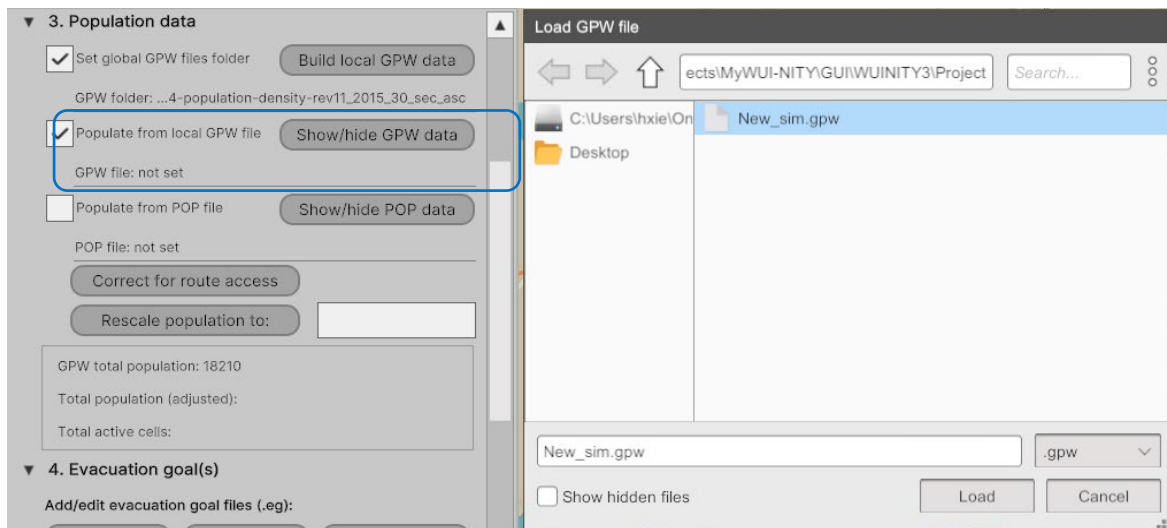 3. Population data
Set global GPW files folder
Build local GPW data
GPW folder: ...4-population-density-rev11_2015_30_sec_asc
Populate from local GPW file
Show/hide GPW data
GPW file: not set
Populate from POP file
Show/hide POP data
POP file: not set
Correct for route access
Rescale population to:
GPW total population: 18210
Total population (adjusted):
Total active cells:
4. Evacuation goal(s)
Add/edit evacuation goal files (.eg):
Load GPW file
ects\MyWUI-NITY\GUI\WUINITY3\Project
Search...
C:\Users\hxie\On
Desktop
New_sim.gpw
New_sim.gpw
.gpw
Show hidden files
Load
Cancel